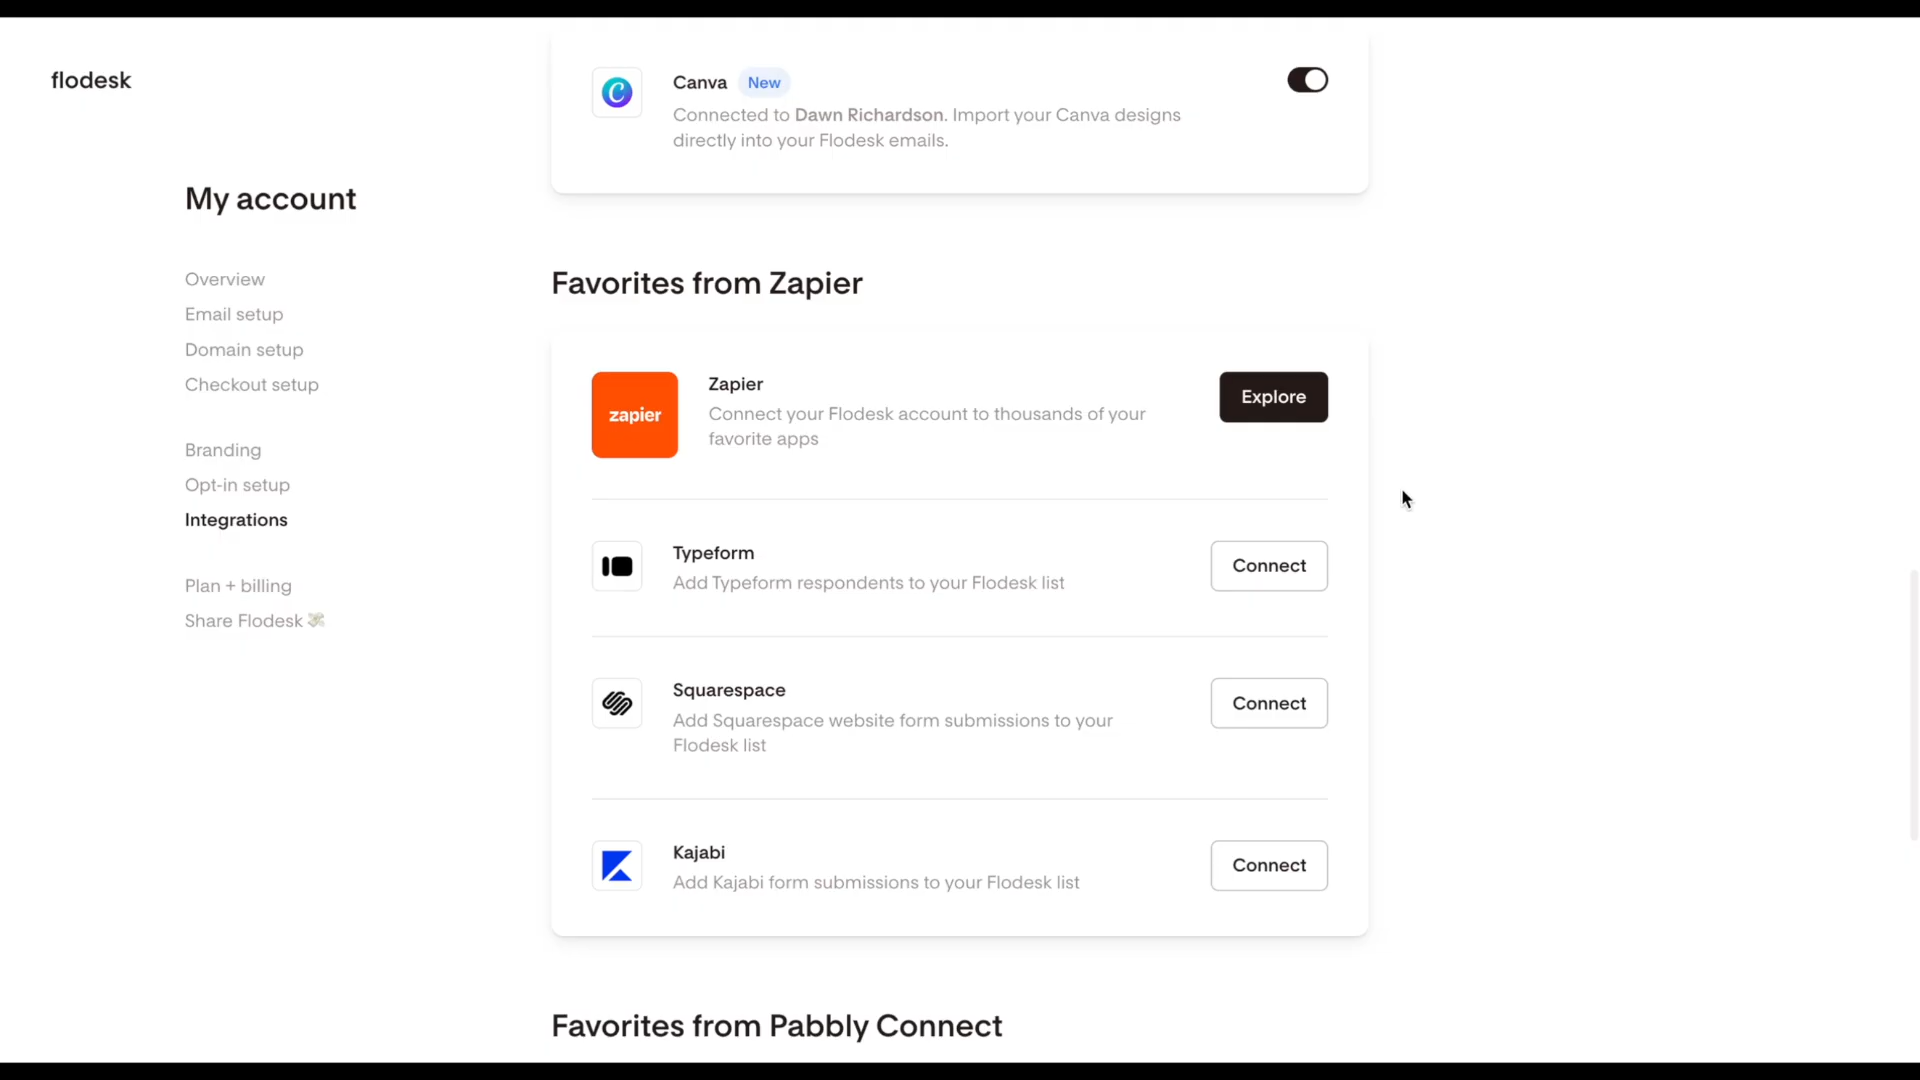 flodesk
Canva New
Connected to Dawn Richardson. Import your Canva designs
directly into your Flodesk emails.
My account
Overview
Email setup
Domain setup
Checkout setup
Branding
Opt-in setup
Integrations
Plan + billing
Share Flodesk 💸
Favorites from Zapier
zapier
Zapier
Connect your Flodesk account to thousands of your
favorite apps
Explore
Typeform
Add Typeform respondents to your Flodesk list
Connect
Squarespace
Add Squarespace website form submissions to your
Flodesk list
Connect
Kajabi
Add Kajabi form submissions to your Flodesk list
Connect
Favorites from Pabbly Connect